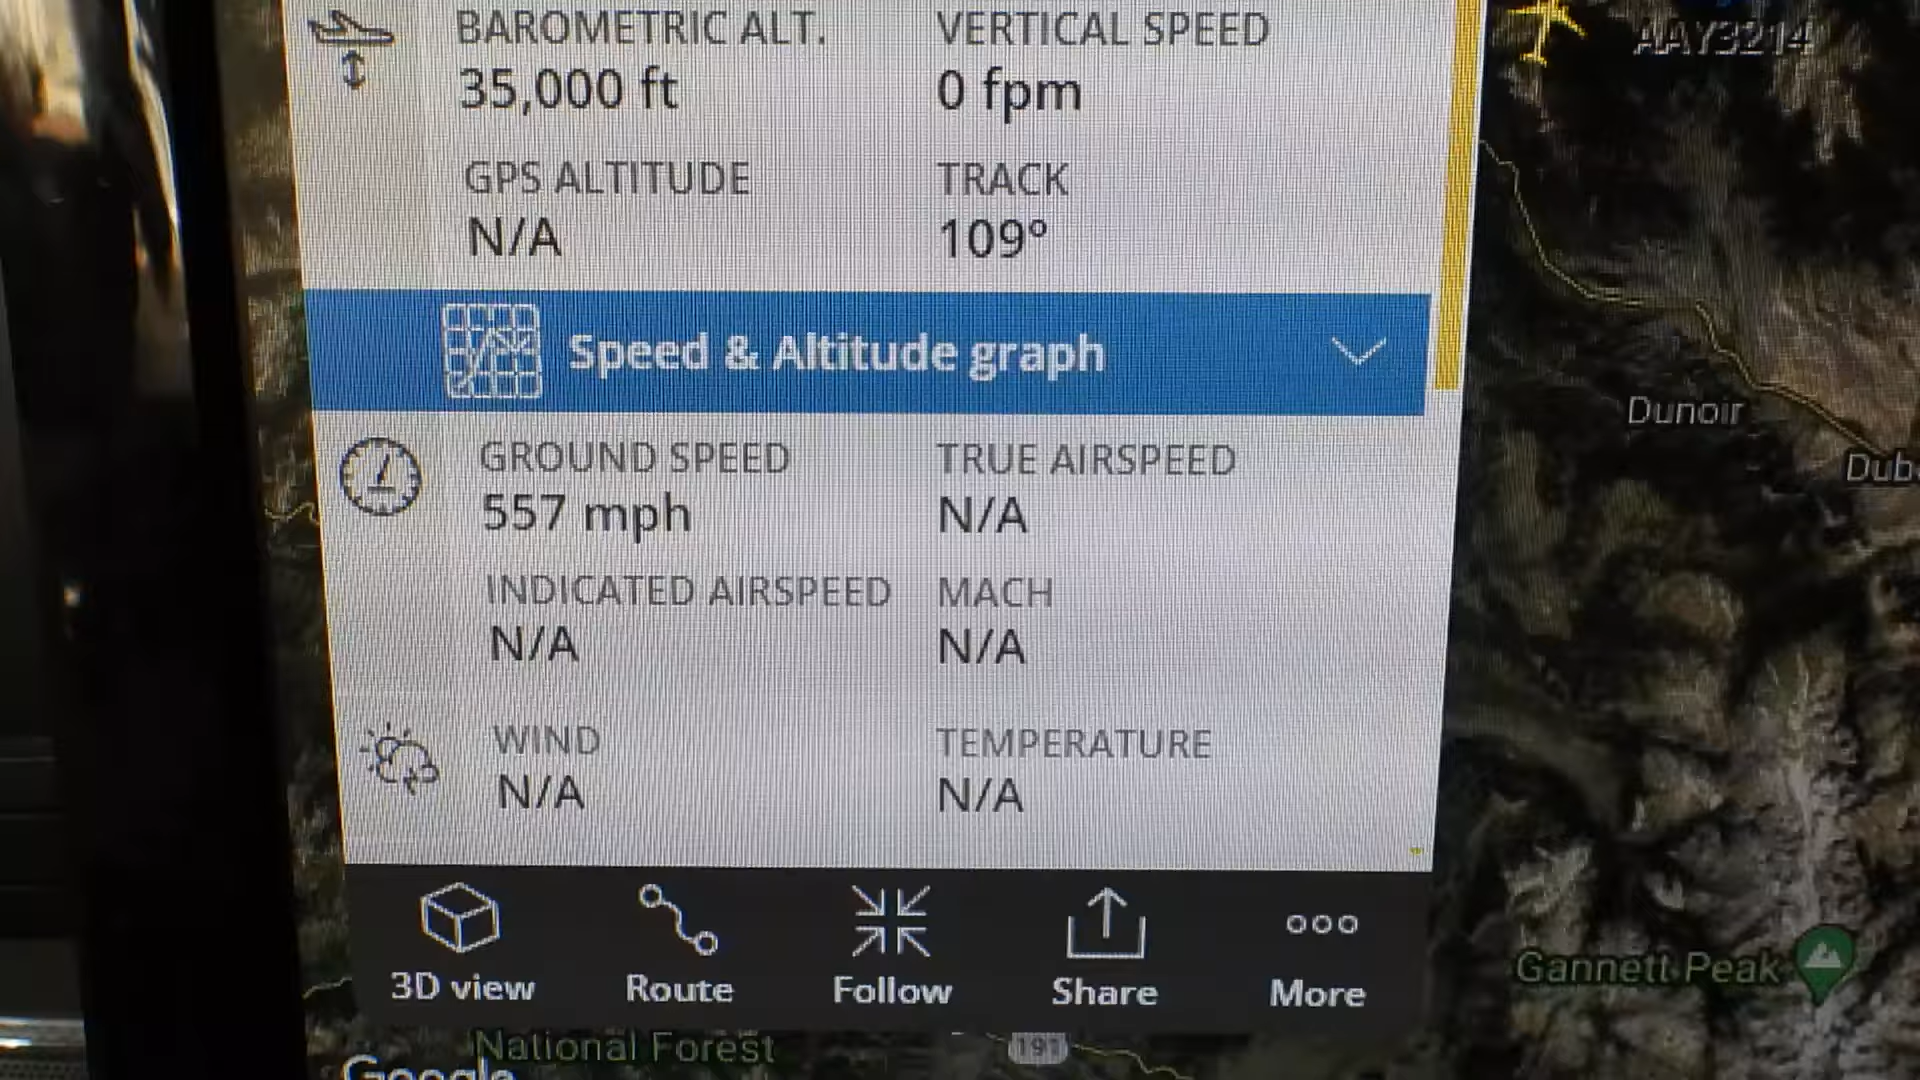 BAROMETRIC ALT. VERTICAL SPEED
35,000 ft 0 fpm
AAY3214
GPS ALTITUDE TRACK
N/A 109°
Speed & Altitude graph
Dunoir
GROUND SPEED TRUE AIRSPEED
557 mph N/A
Dub
INDICATED AIRSPEED MACH
N/A N/A
WIND TEMPERATURE
N/A N/A
3D view Route Follow Share More
Gannett Peak
National Forest 191
Google